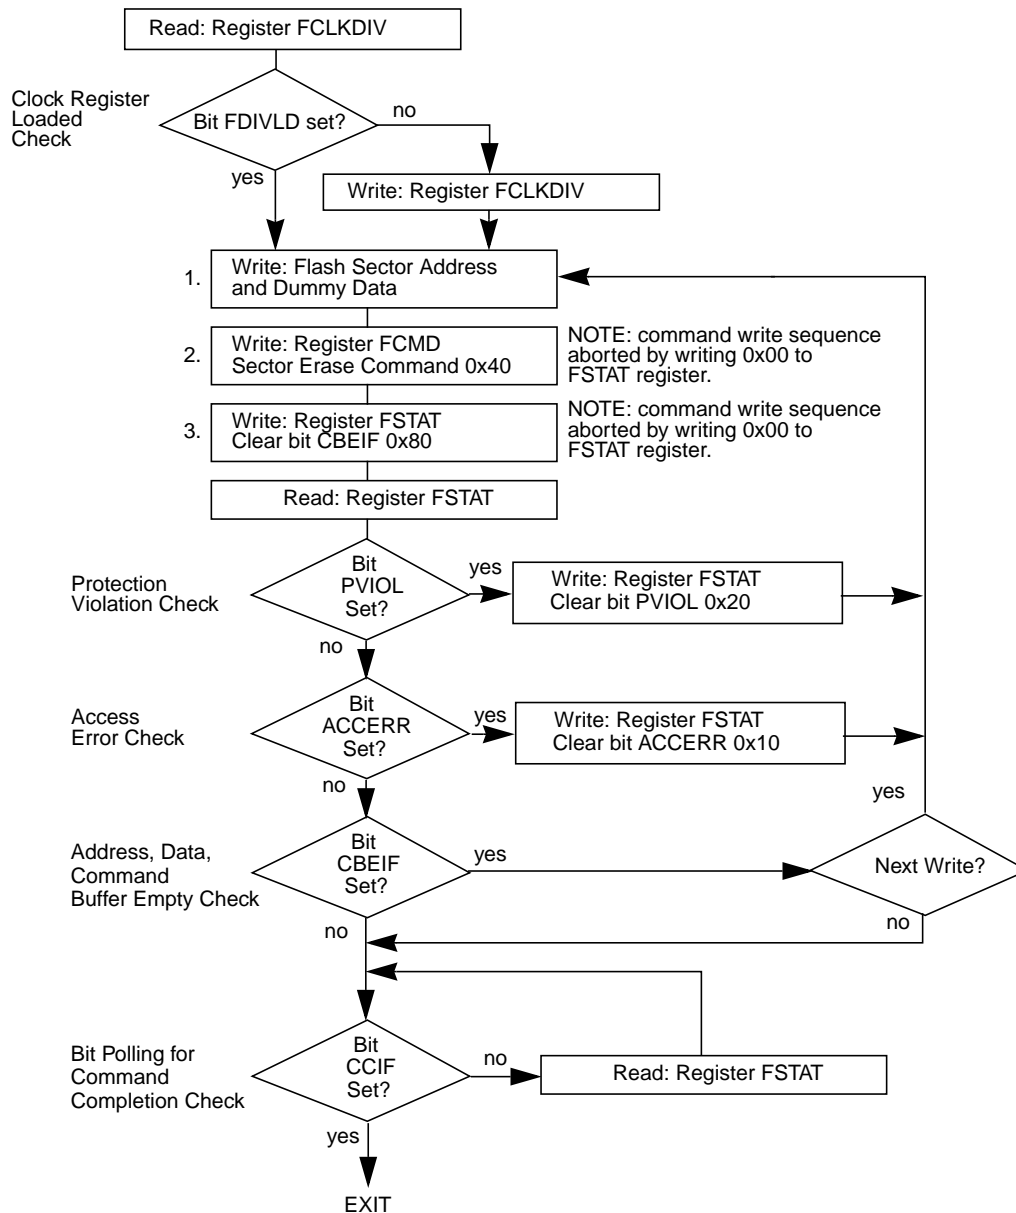 Read: Register FCLKDIV
Clock Register
Loaded
Check
Bit FDIVLD set?
no
yes
Write: Register FCLKDIV
1.
Write: Flash Sector Address
and Dummy Data
2.
Write: Register FCMD
Sector Erase Command 0x40
NOTE: command write sequence
aborted by writing 0x00 to
FSTAT register.
3.
Write: Register FSTAT
Clear bit CBEIF 0x80
NOTE: command write sequence
aborted by writing 0x00 to
FSTAT register.
Read: Register FSTAT
Protection
Violation Check
Bit
PVIOL
Set?
yes
Write: Register FSTAT
Clear bit PVIOL 0x20
no
Access
Error Check
Bit
ACCERR
Set?
yes
Write: Register FSTAT
Clear bit ACCERR 0x10
no
yes
Address, Data,
Command
Buffer Empty Check
Bit
CBEIF
Set?
yes
Next Write?
no
no
Bit Polling for
Command
Completion Check
Bit
CCIF
Set?
no
Read: Register FSTAT
yes
EXIT